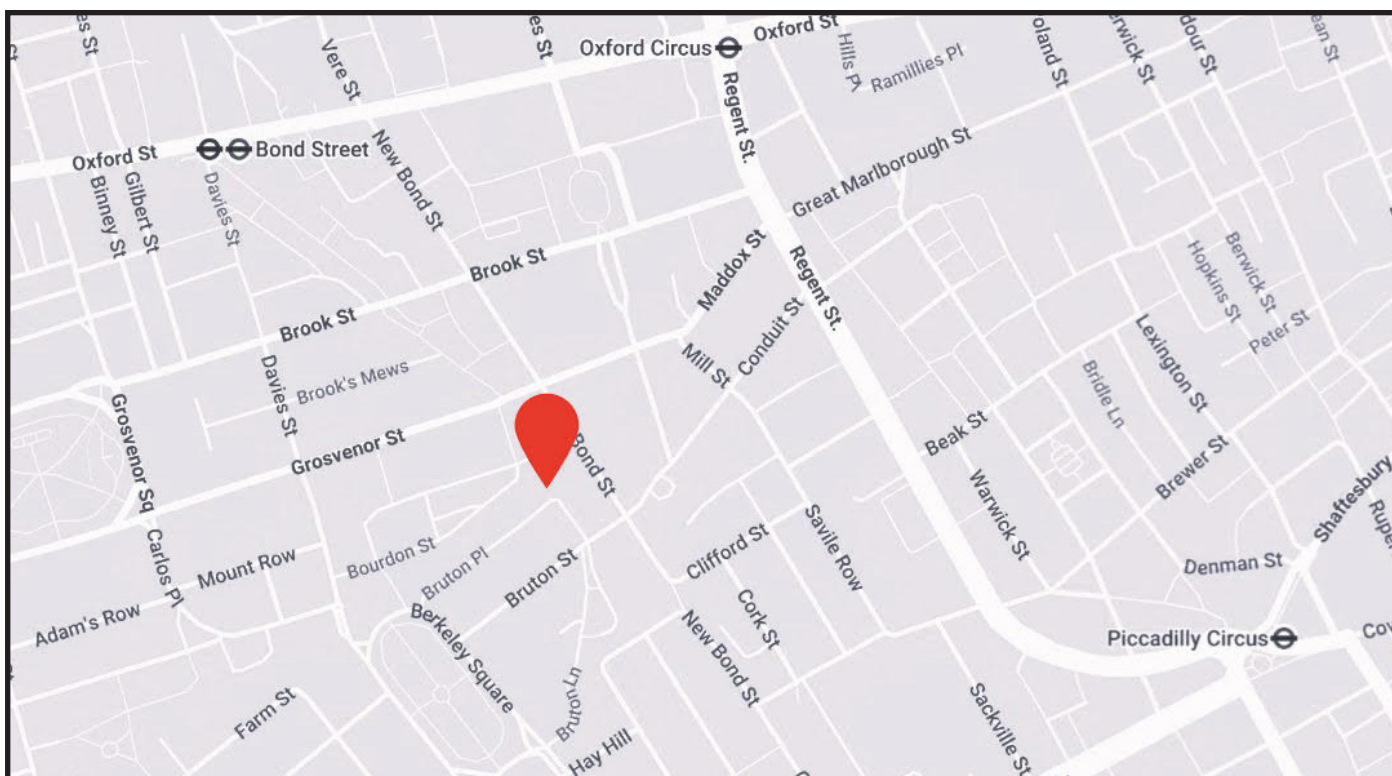 Oxford Circus
Oxford St
Hills Pl
Ramillies Pl
Vere St
Regent St.
Great Marlborough St
Oxford St
Bond Street
New Bond St
Binney St
Gilbert St
Davies St
Brook St
Maddox St
Regent St.
Hopkins St
Berwick St
Brook St
Conduit St
Mill St
Lexington St
Peter St
Brook's Mews
Davies St
Bridle Ln
Grosvenor Sq
Grosvenor St
Bond St
Beak St
Brewer St
Warwick St
Savile Row
Shaftesbury
Carlos Pl
Mount Row
Bourdon St
Bruton Pl
Bruton St
Clifford St
Denman St
Adam's Row
Berkeley Square
Cork St
New Bond St
Piccadilly Circus
Farm St
Bruton Ln
Hay Hill
Sackville St